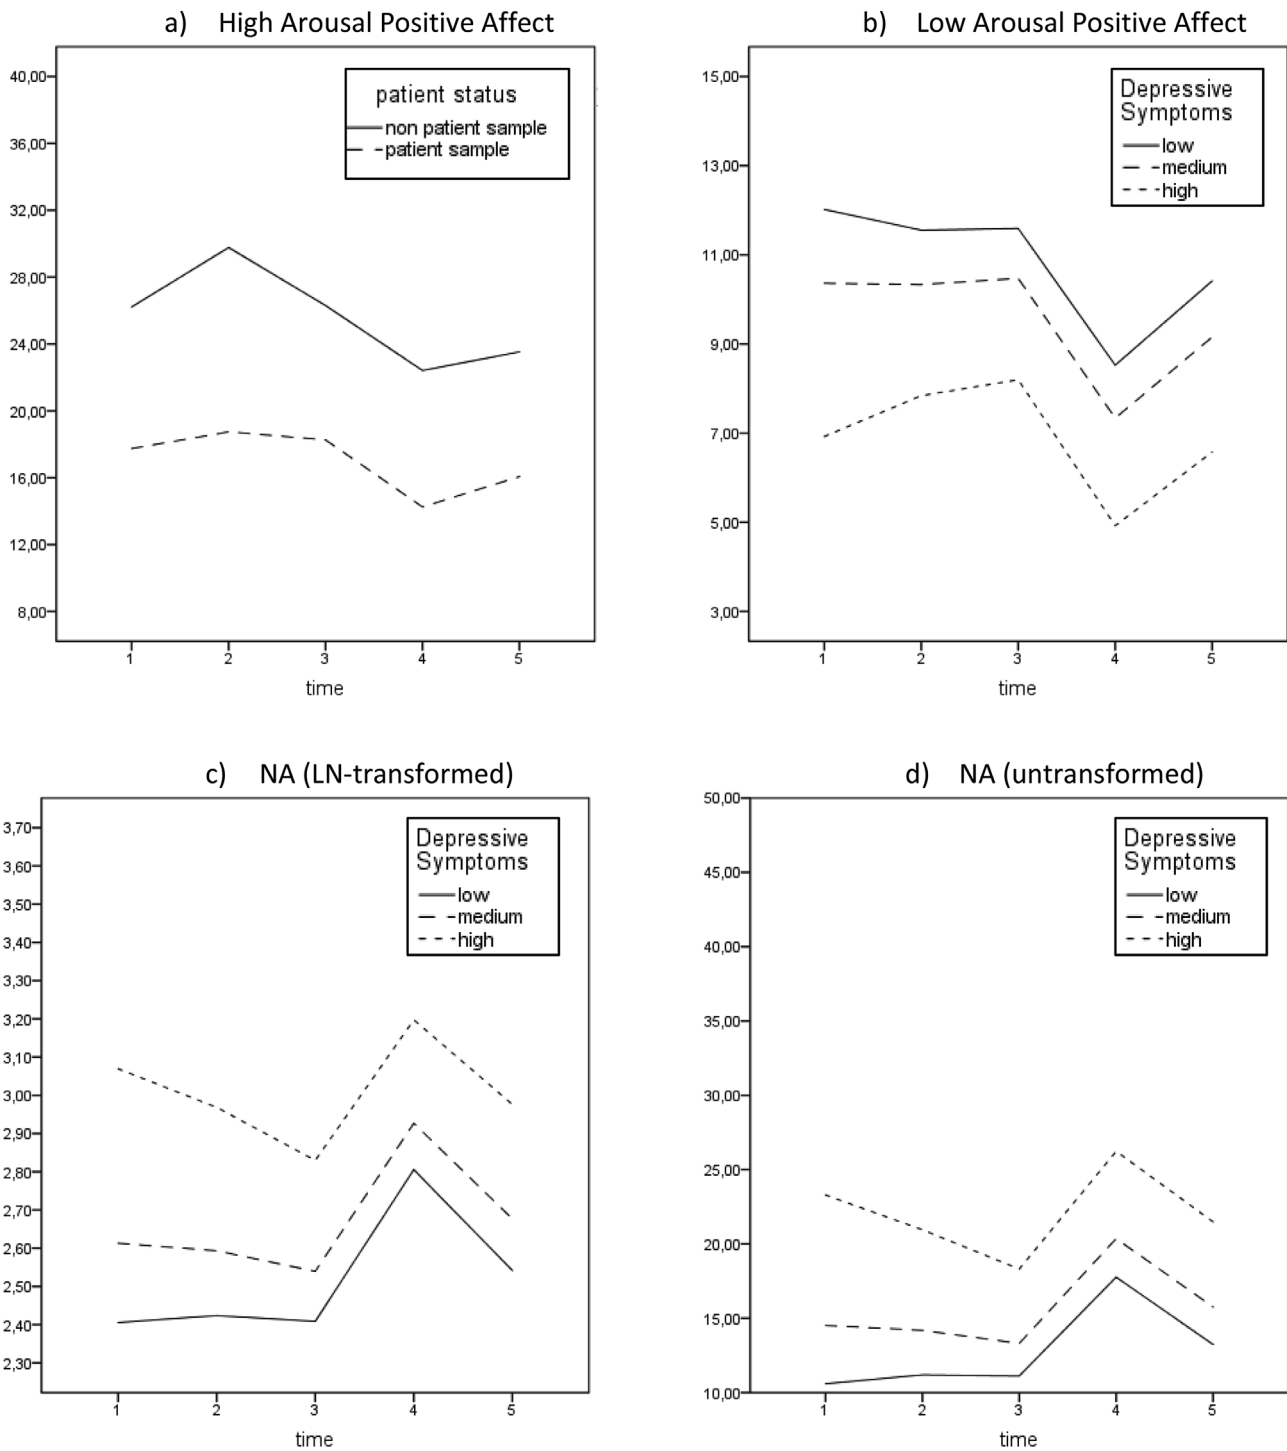 a) High Arousal Positive Affect
40,00
36,00
32,00
28,00
24,00
20,00
16,00
12,00
8,00
patient status
non patient sample
patient sample
1 2 3 4 5
time
b) Low Arousal Positive Affect
15,00
13,00
11,00
9,00
7,00
5,00
3,00
Depressive
Symptoms
low
medium
high
1 2 3 4 5
time
c) NA (LN-transformed)
3,70
3,60
3,50
3,40
3,30
3,20
3,10
3,00
2,90
2,80
2,70
2,60
2,50
2,40
2,30
Depressive
Symptoms
low
medium
high
1 2 3 4 5
time
d) NA (untransformed)
50,00
45,00
40,00
35,00
30,00
25,00
20,00
15,00
10,00
Depressive
Symptoms
low
medium
high
1 2 3 4 5
time